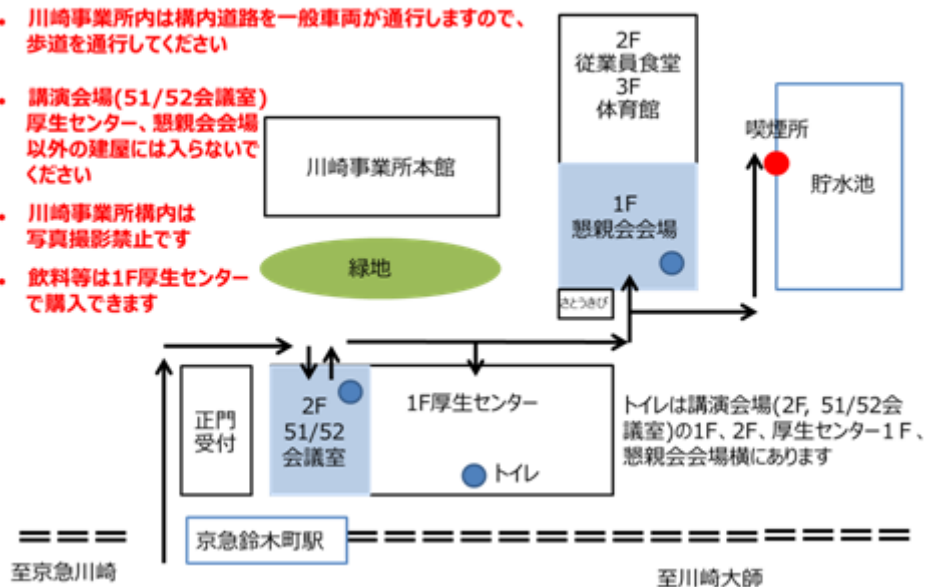 • 川崎事業所内は構内道路を一般車両が通行しますので、
歩道を通行してください
• 講演会場(51/52会議室)
厚生センター、懇親会会場
以外の建屋には入らないで
ください
• 川崎事業所構内は
写真撮影禁止です
• 飲料等は1F厚生センター
で購入できます
2F
従業員食堂
3F
体育館
喫煙所
貯水池
川崎事業所本館
1F
懇親会会場
緑地
さとうきび
正門
受付
2F
51/52
会議室
1F厚生センター
トイレ
トイレは講演会場(2F, 51/52会
議室)の1F、2F、厚生センター１Ｆ、
懇親会会場横にあります
京急鈴木町駅
至京急川崎
至川崎大師